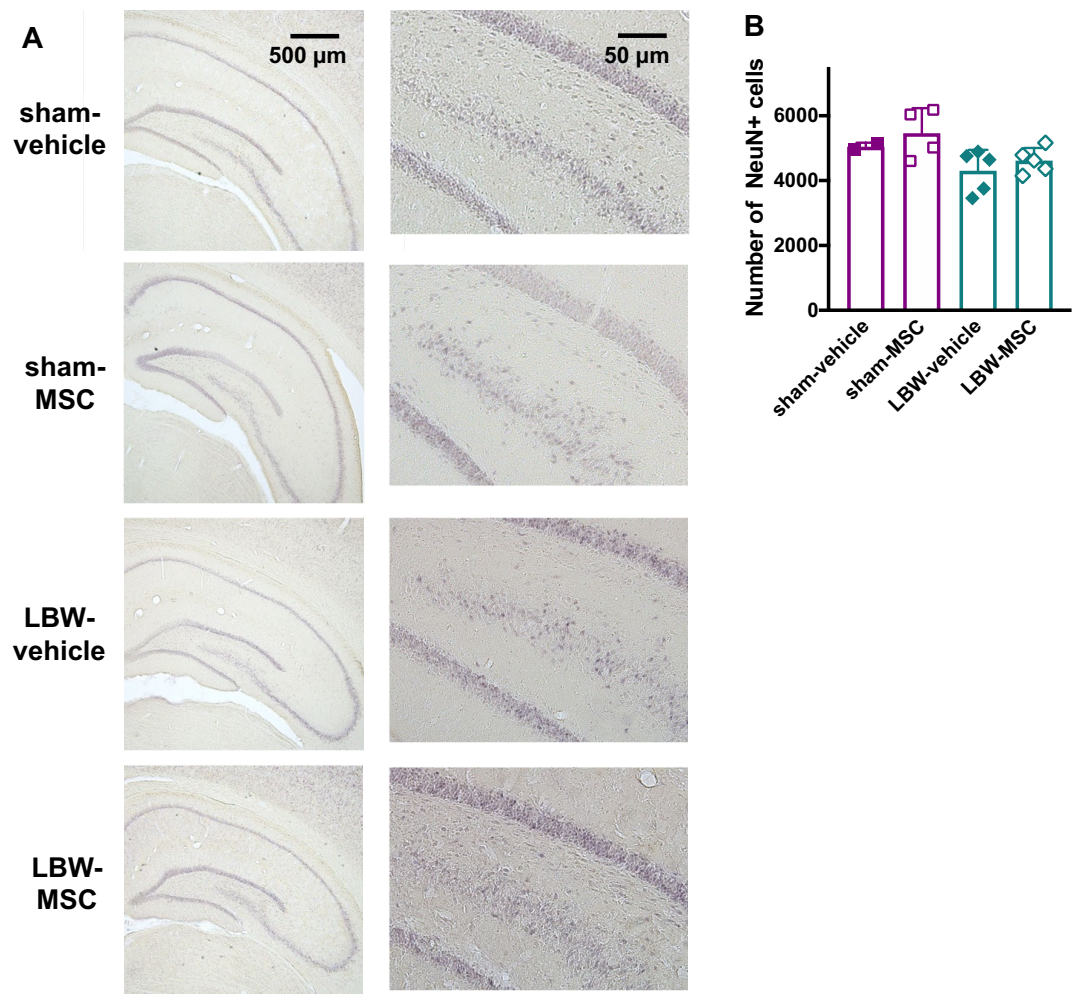 A
500 µm
50 µm
sham-
vehicle
sham-
MSC
LBW-
vehicle
LBW-
MSC
B
Number of NeuN+ cells
6000
4000
2000
0
sham-vehicle
sham-MSC
LBW-vehicle
LBW-MSC